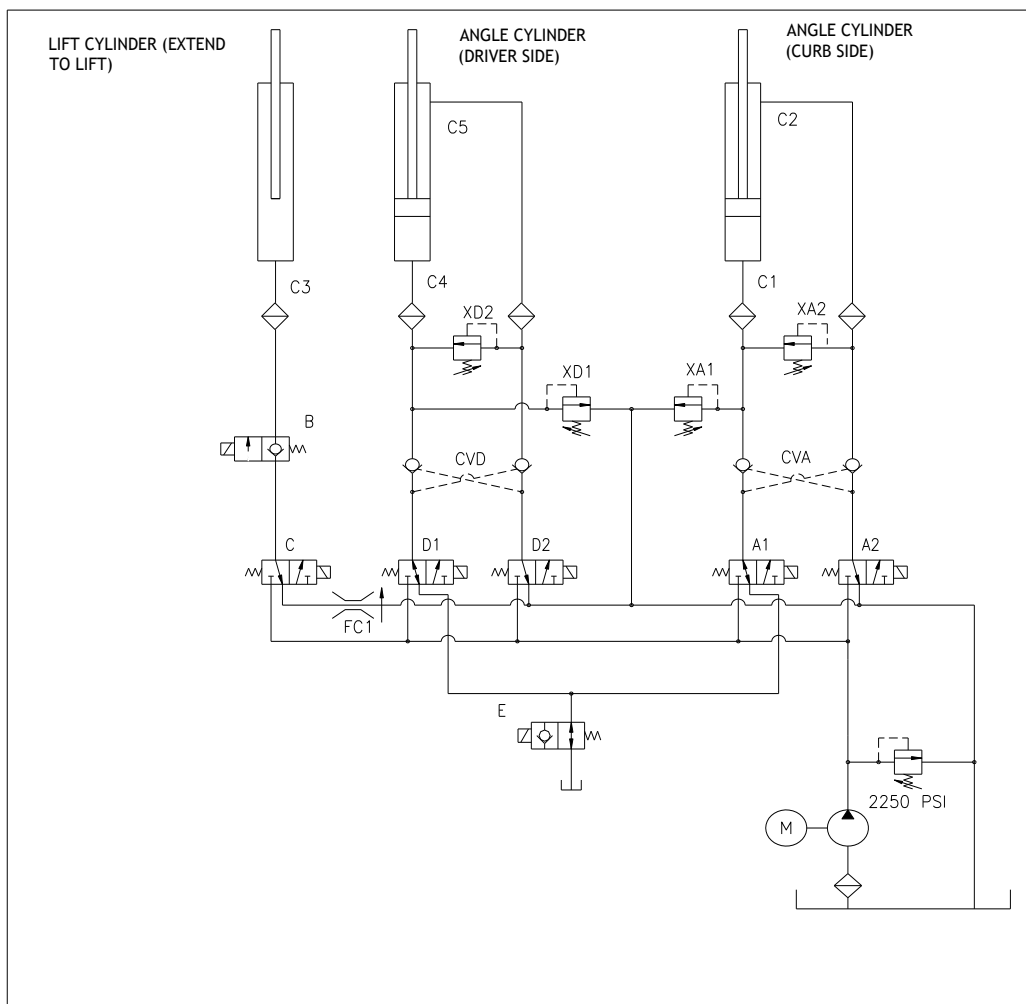 LIFT CYLINDER (EXTEND
TO LIFT)
ANGLE CYLINDER
(DRIVER SIDE)
ANGLE CYLINDER
(CURB SIDE)
C5
C2
C3
C4
C1
XD2
XA2
XD1
XA1
B
CVD
CVA
C
D1
D2
A1
A2
FC1
E
2250 PSI
M